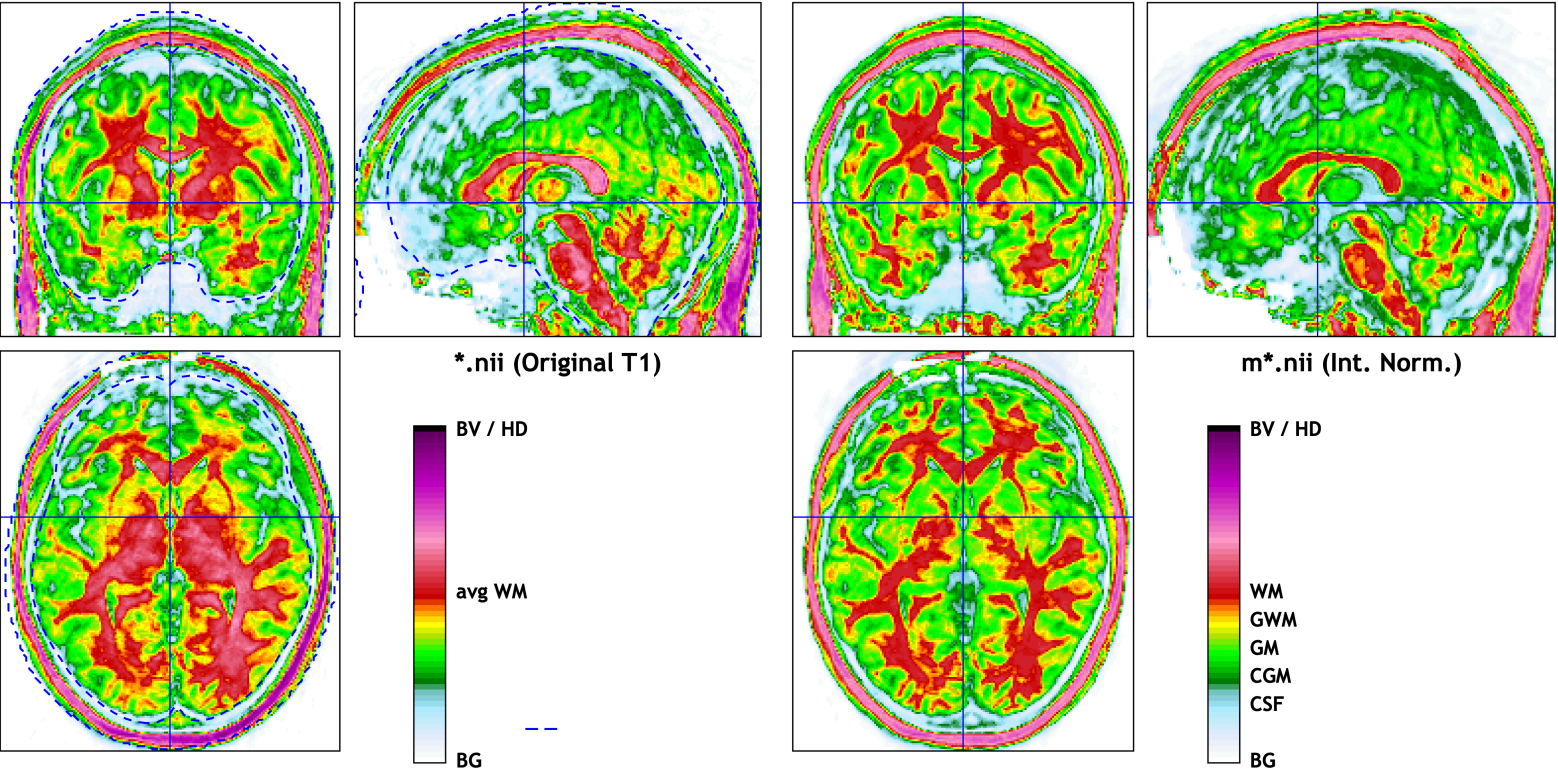 *.nii (Original T1)
m*.nii (Int. Norm.)
BV / HD
avg WM
BG
BV / HD
WM
GWM
GM
CGM
CSF
BG